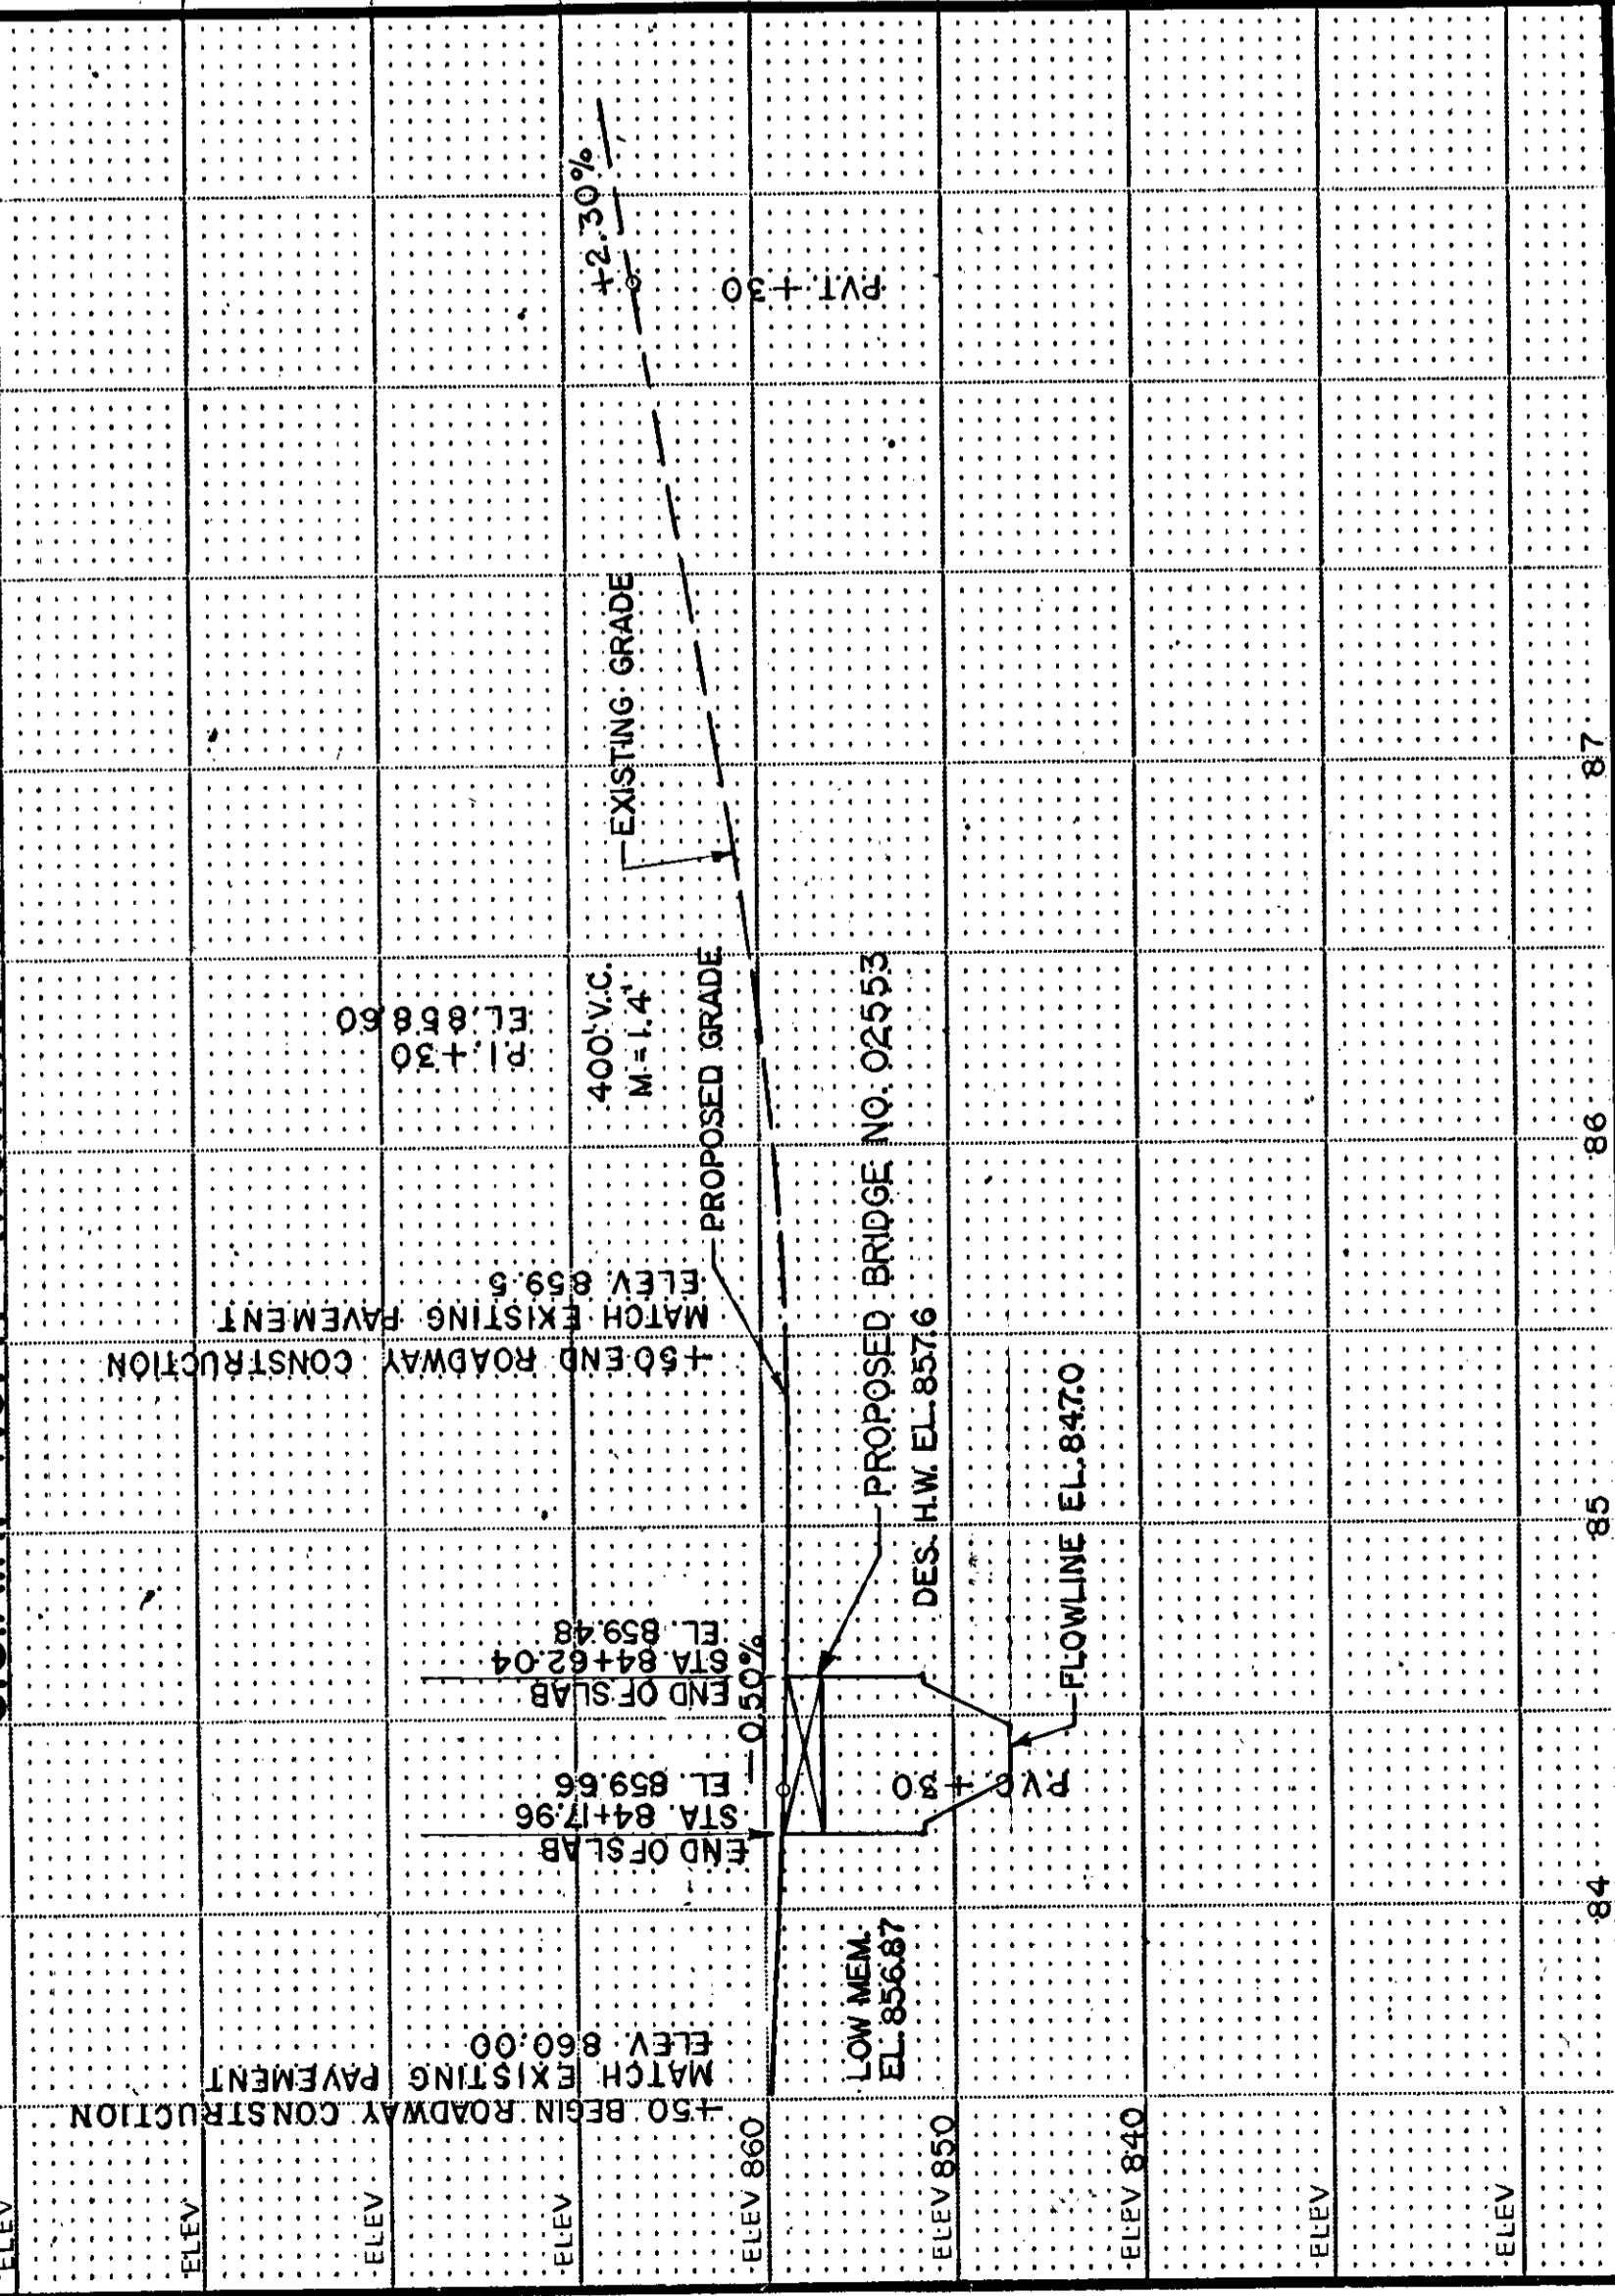 ELEV
ELEV
ELEV
ELEV
ELEV 860
ELEV 850
ELEV 840
ELEV
ELEV
+50 BEGIN ROADWAY CONSTRUCTION
MATCH EXISTING PAVEMENT
ELEV. 860.00
LOW MEM.
EL. 856.87
END OF SLAB
STA. 84+17.96
EL. 859.66
-0.50%
END OF SLAB
STA. 84+62.04
EL. 859.48
P.V.C. +30
FLOWLINE EL. 847.0
DES. H.W. EL. 857.6
PROPOSED BRIDGE NO. 02553
+50 END ROADWAY CONSTRUCTION
MATCH EXISTING PAVEMENT
ELEV. 859.5
PROPOSED GRADE
P.I. +30
EL. 858.60
400' V.C.
M = 1.4'
EXISTING GRADE
+2.30%
PVT. +30
84
85
86
87